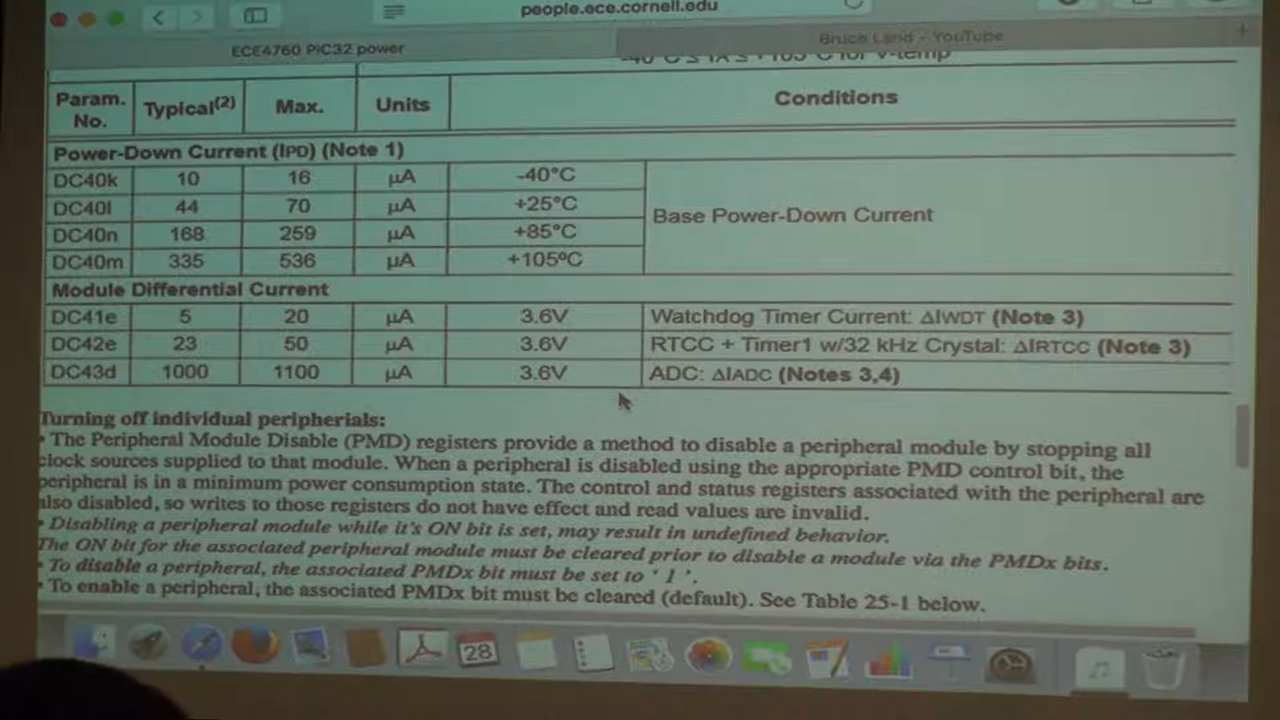 people.ece.cornell.edu
ECE4760 PIC32 power
Bruce Land - YouTube
-40°C ≤ TA ≤ +105°C for V-temp
Param. No. Typical(2) Max. Units Conditions
Power-Down Current (IPD) (Note 1)
DC40k 10 16 µA -40°C
DC40l 44 70 µA +25°C Base Power-Down Current
DC40n 168 259 µA +85°C
DC40m 335 536 µA +105ºC
Module Differential Current
DC41e 5 20 µA 3.6V Watchdog Timer Current: ΔIWDT (Note 3)
DC42e 23 50 µA 3.6V RTCC + Timer1 w/32 kHz Crystal: ΔIRTCC (Note 3)
DC43d 1000 1100 µA 3.6V ADC: ΔIADC (Notes 3,4)
Turning off individual peripherials:
• The Peripheral Module Disable (PMD) registers provide a method to disable a peripheral module by stopping all
clock sources supplied to that module. When a peripheral is disabled using the appropriate PMD control bit, the
peripheral is in a minimum power consumption state. The control and status registers associated with the peripheral are
also disabled, so writes to those registers do not have effect and read values are invalid.
• Disabling a peripheral module while it's ON bit is set, may result in undefined behavior.
The ON bit for the associated peripheral module must be cleared prior to disable a module via the PMDx bits.
• To disable a peripheral, the associated PMDx bit must be set to ' 1 '.
• To enable a peripheral, the associated PMDx bit must be cleared (default). See Table 25-1 below.
28